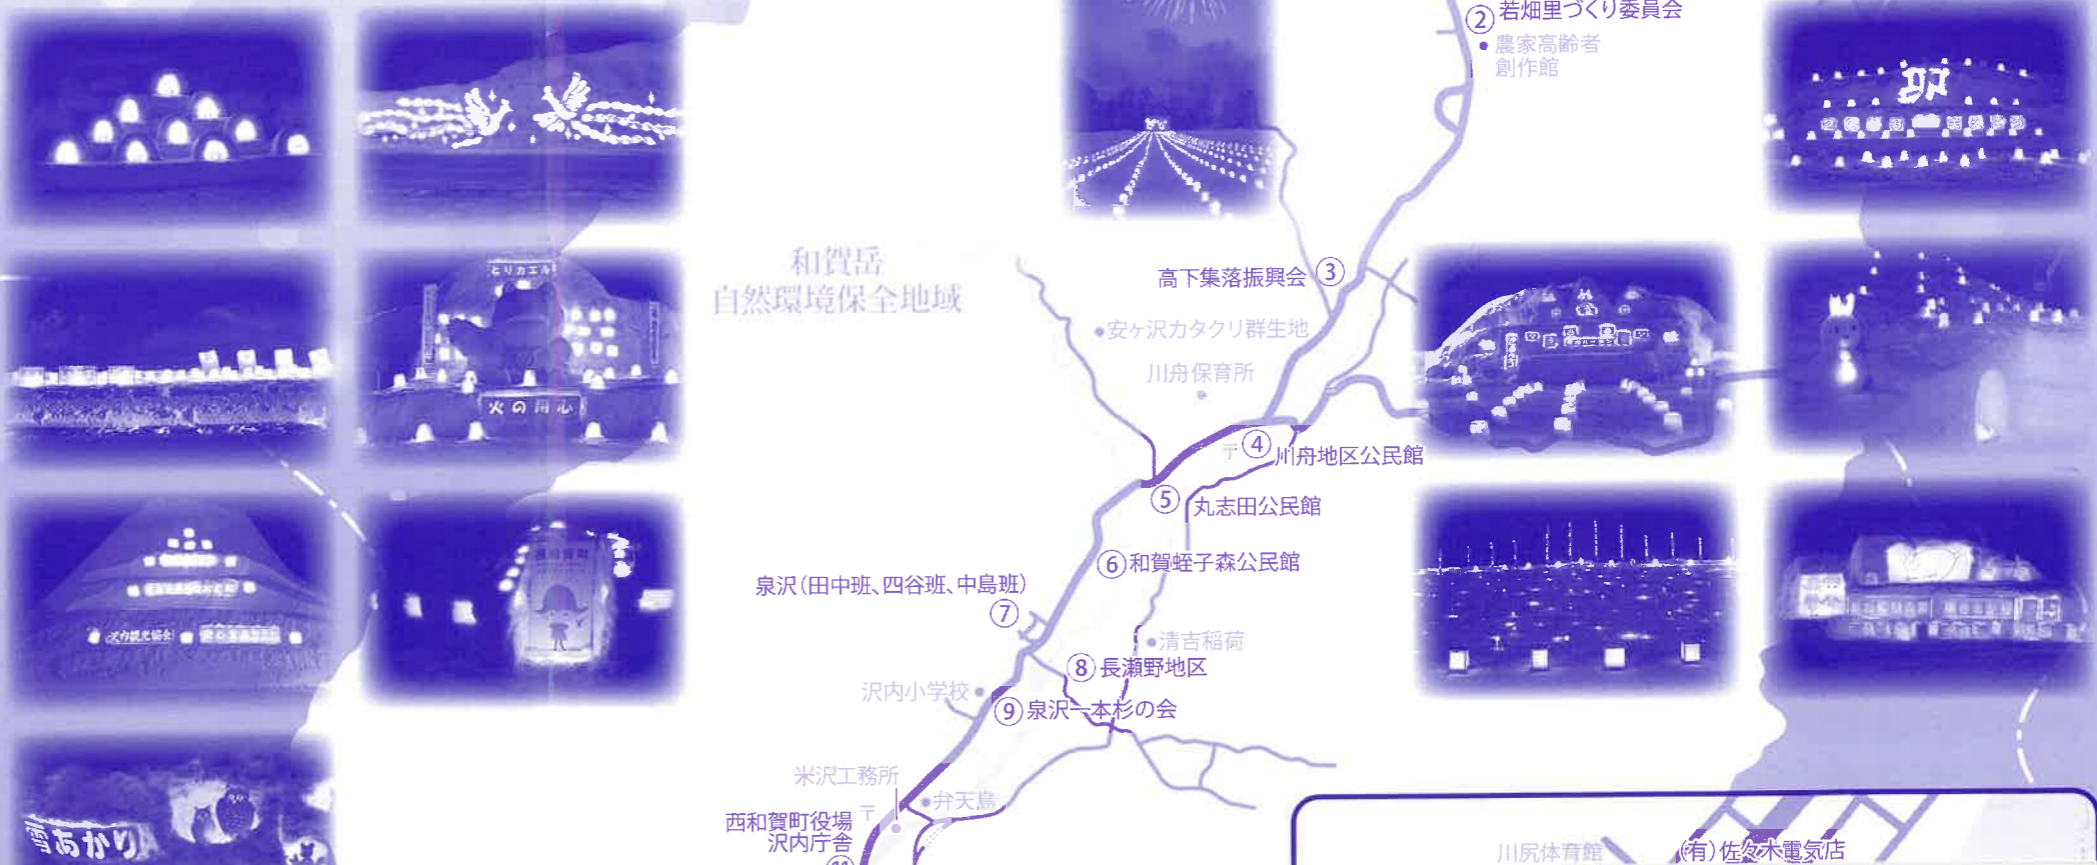 ② 若畑里づくり委員会
農家高齢者
創作館
卯
和賀岳
自然環境保全地域
高下集落振興会 ③
安ヶ沢カタクリ群生地
川舟保育所
とりカエル
火の用心
〒 ④ 川舟地区公民館
⑤ 丸志田公民館
⑥ 和賀蛭子森公民館
泉沢(田中班、四谷班、中島班)
⑦
清吉稲荷
⑧ 長瀬野地区
沢内小学校
⑨ 泉沢一本杉の会
沢内観光協会
米沢工務所
弁天島
〒
西和賀町役場
沢内庁舎
⑪
雪あかり
川尻体育館
(有)佐々木電気店